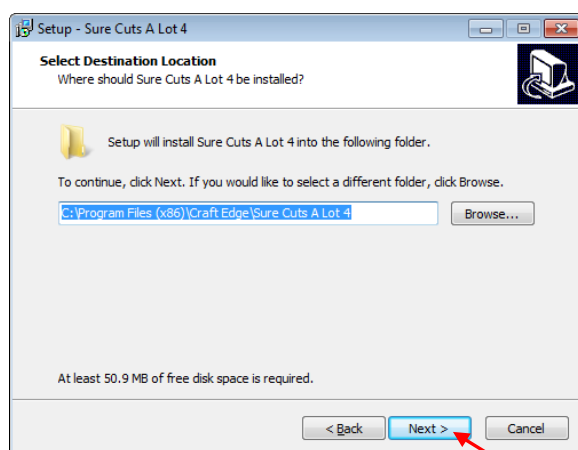 Setup - Sure Cuts A Lot 4
Select Destination Location
Where should Sure Cuts A Lot 4 be installed?
Setup will install Sure Cuts A Lot 4 into the following folder.
To continue, click Next. If you would like to select a different folder, click Browse.
C:\Program Files (x86)\Craft Edge\Sure Cuts A Lot 4
Browse...
At least 50.9 MB of free disk space is required.
< Back
Next >
Cancel